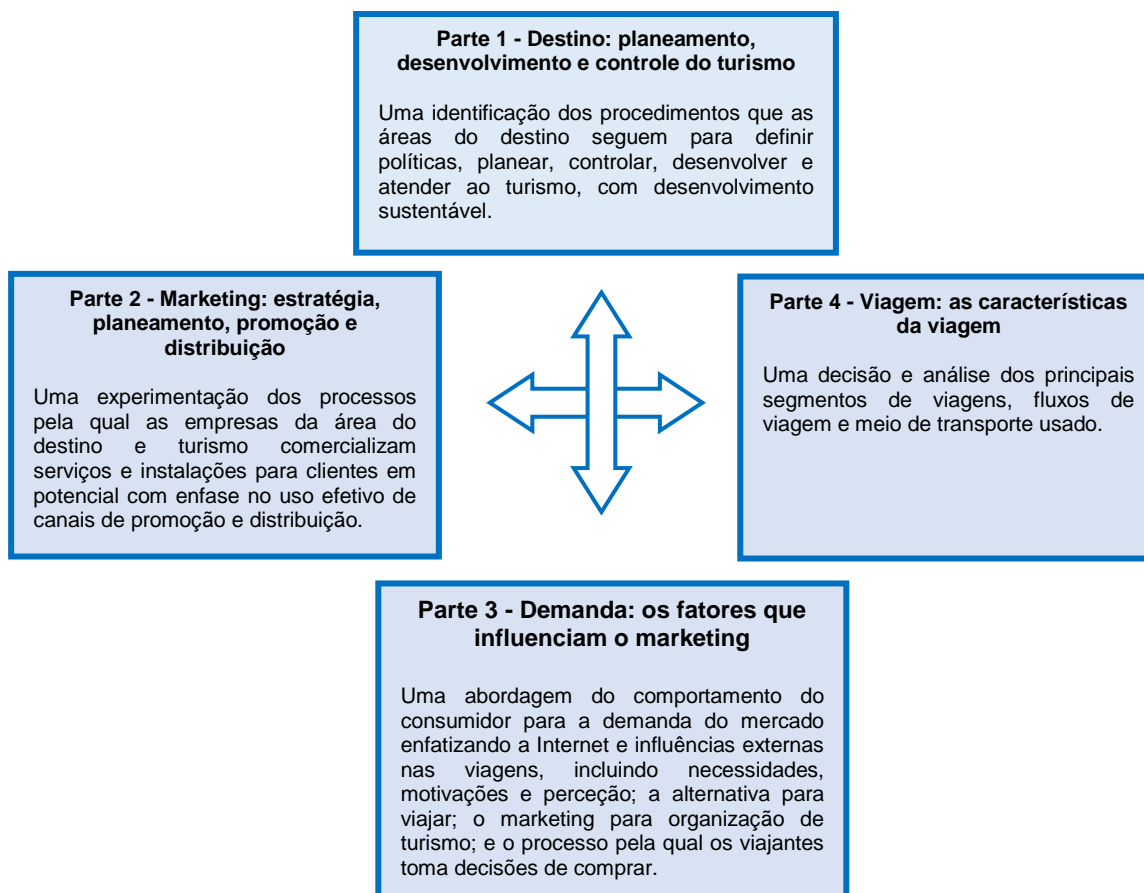 Parte 1 - Destino: planeamento,
desenvolvimento e controle do turismo
Uma identificação dos procedimentos que as
áreas do destino seguem para definir
políticas, planear, controlar, desenvolver e
atender ao turismo, com desenvolvimento
sustentável.
Parte 2 - Marketing: estratégia,
planeamento, promoção e
distribuição
Uma experimentação dos processos
pela qual as empresas da área do
destino e turismo comercializam
serviços e instalações para clientes em
potencial com enfase no uso efetivo de
canais de promoção e distribuição.
Parte 4 - Viagem: as características
da viagem
Uma decisão e análise dos principais
segmentos de viagens, fluxos de
viagem e meio de transporte usado.
Parte 3 - Demanda: os fatores que
influenciam o marketing
Uma abordagem do comportamento do
consumidor para a demanda do mercado
enfatizando a Internet e influências externas
nas viagens, incluindo necessidades,
motivações e perceção; a alternativa para
viajar; o marketing para organização de
turismo; e o processo pela qual os viajantes
toma decisões de comprar.